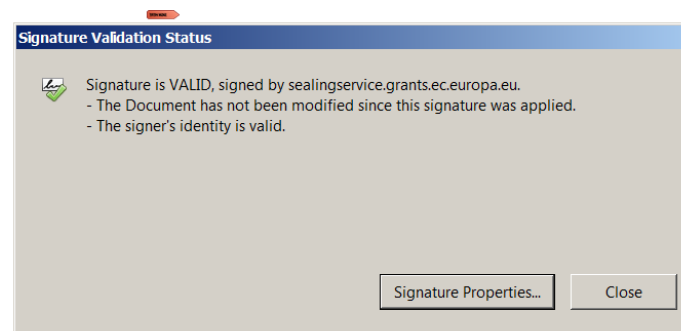 Signature Validation Status
Signature is VALID, signed by sealingservice.grants.ec.europa.eu.
- The Document has not been modified since this signature was applied.
- The signer's identity is valid.
Signature Properties...
Close